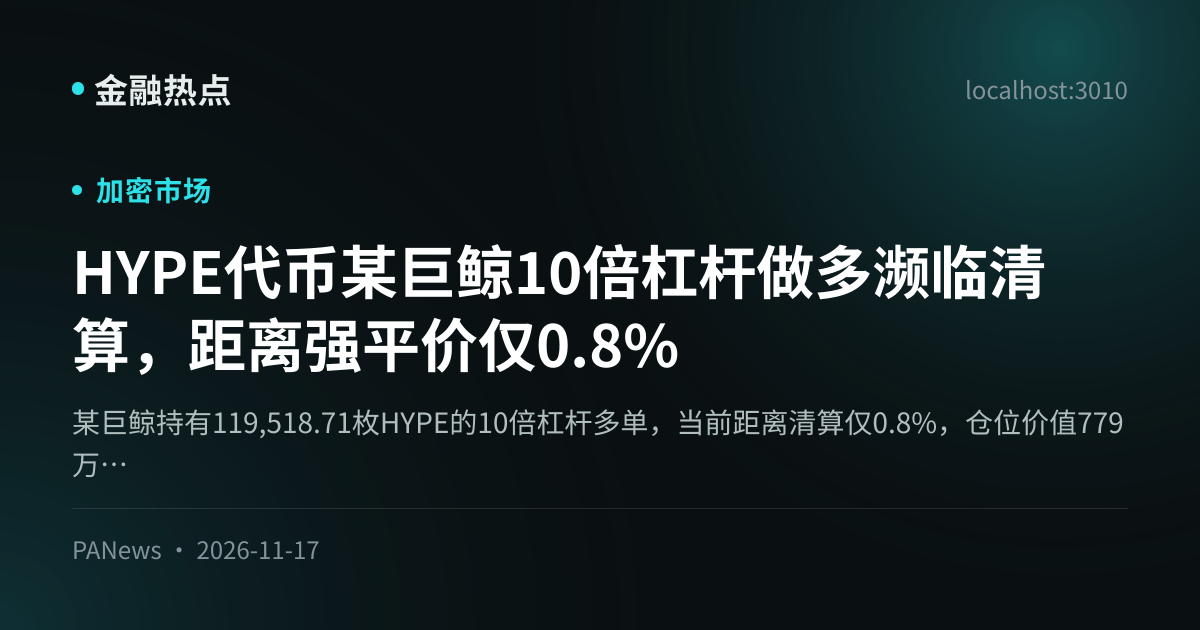 金融热点
localhost:3010
加密市场
HYPE代币某巨鲸10倍杠杆做多濒临清
算，距离强平价仅0.8%
某巨鲸持有119,518.71枚HYPE的10倍杠杆多单，当前距离清算仅0.8%，仓位价值779
万…
PANews • 2026-11-17